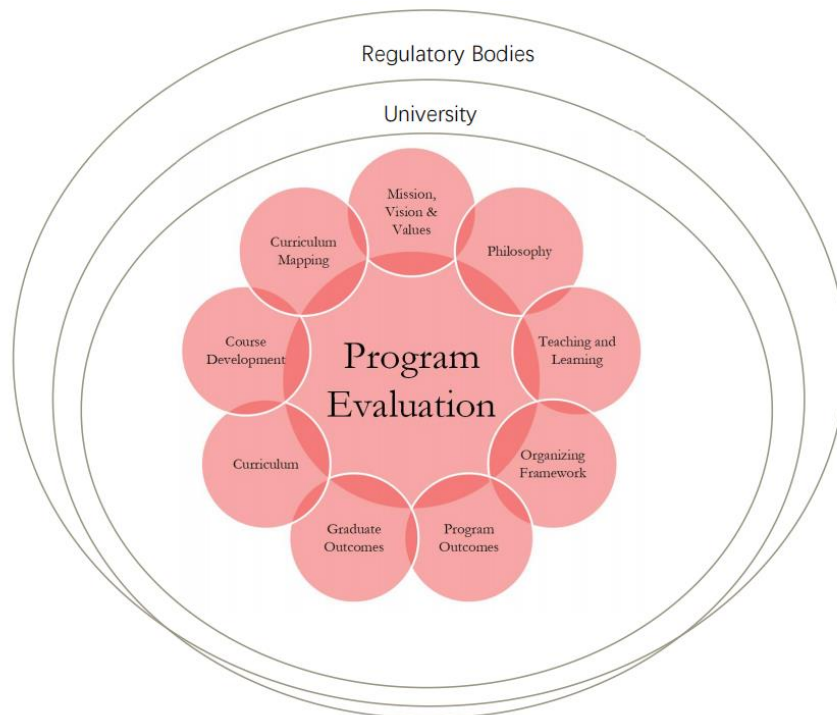 Regulatory Bodies
University
Mission,
Vision &
Values
Philosophy
Teaching and
Learning
Organizing
Framework
Program
Outcomes
Graduate
Outcomes
Curriculum
Course
Development
Curriculum
Mapping
Program
Evaluation